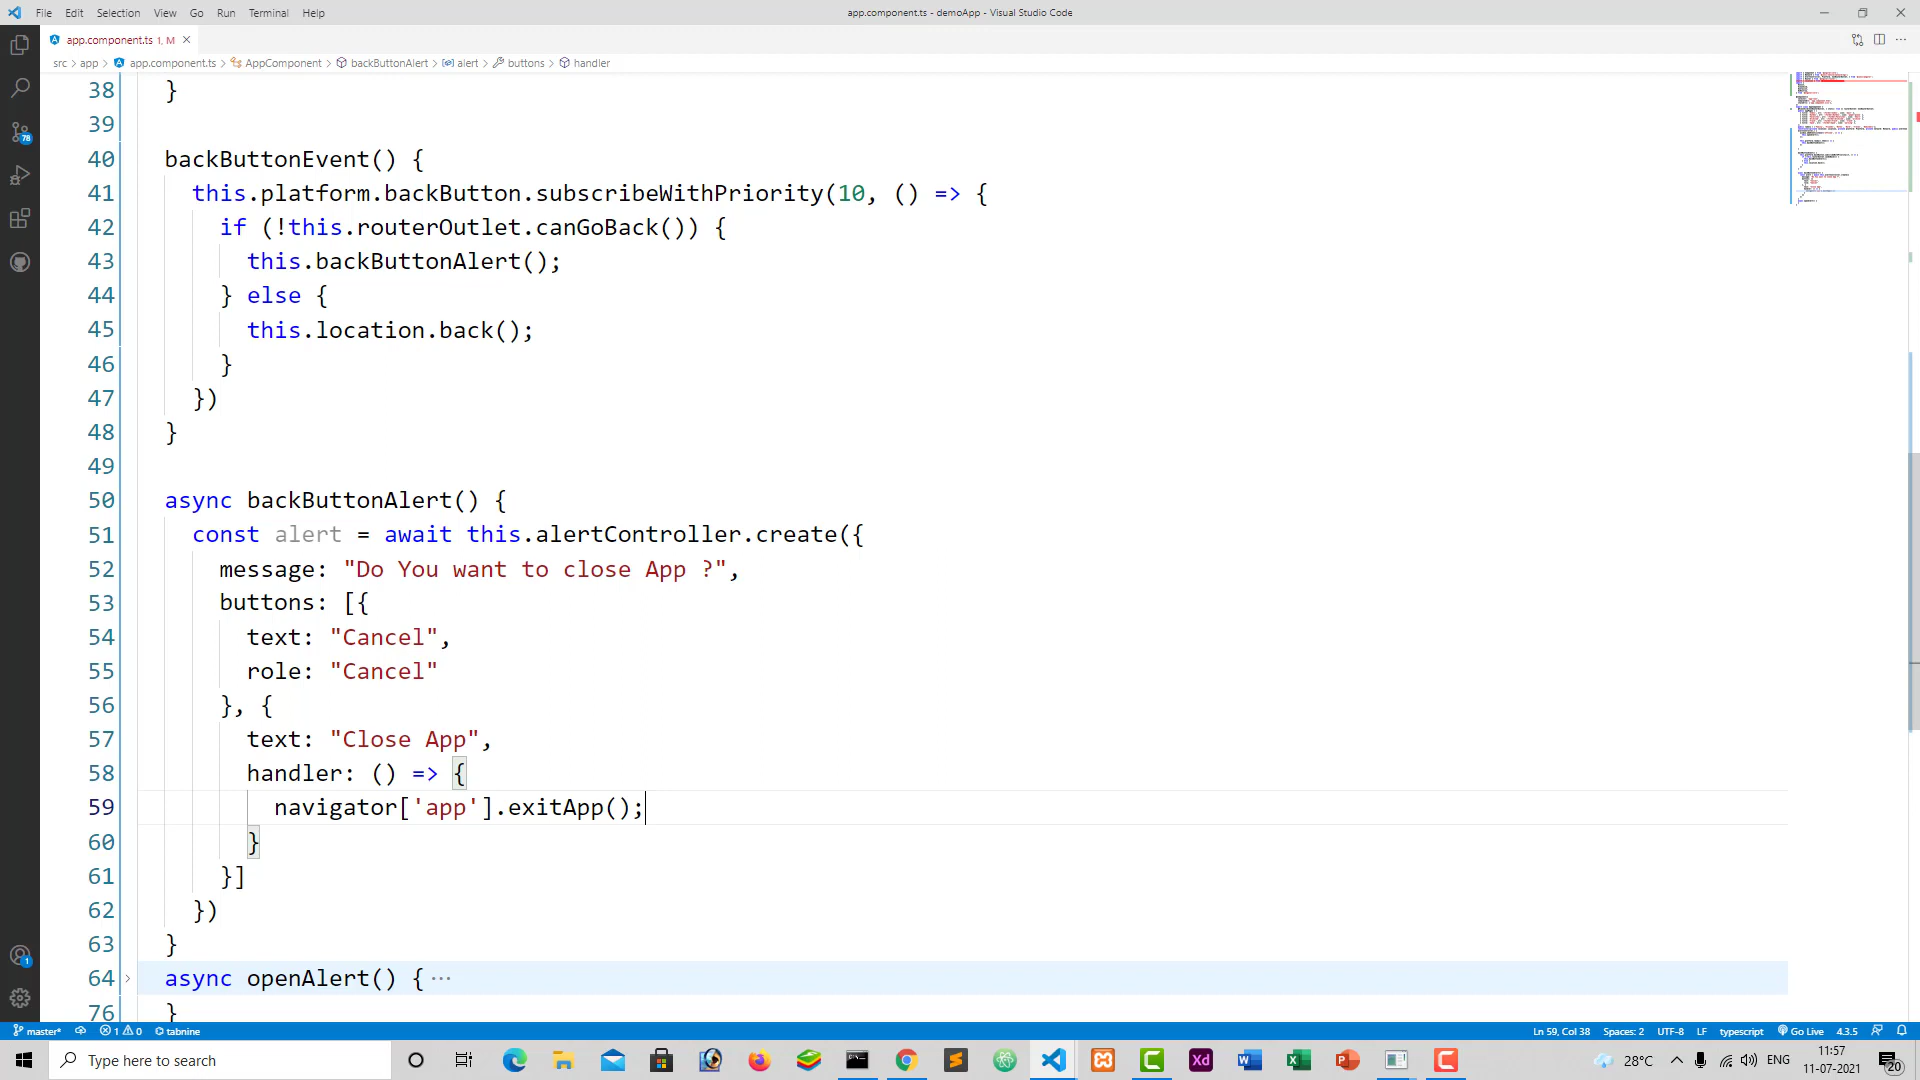 File Edit Selection View Go Run Terminal Help
app.component.ts - demoApp - Visual Studio Code
app.component.ts 1, M
src > app > app.component.ts > AppComponent > backButtonAlert > alert > buttons > handler
38 }
39
40 backButtonEvent() {
41 this.platform.backButton.subscribeWithPriority(10, () => {
42 if (!this.routerOutlet.canGoBack()) {
43 this.backButtonAlert();
44 } else {
45 this.location.back();
46 }
47 })
48 }
49
50 async backButtonAlert() {
51 const alert = await this.alertController.create({
52 message: "Do You want to close App ?",
53 buttons: [{
54 text: "Cancel",
55 role: "Cancel"
56 }, {
57 text: "Close App",
58 handler: () => {
59 navigator['app'].exitApp();
60 }
61 }]
62 })
63 }
64 async openAlert() { ···
76 }
78
1
master* 1 0 tabnine
Ln 59, Col 38 Spaces: 2 UTF-8 LF typescript Go Live 4.3.5
Type here to search
Xd
28°C ENG
11:57
11-07-2021
20